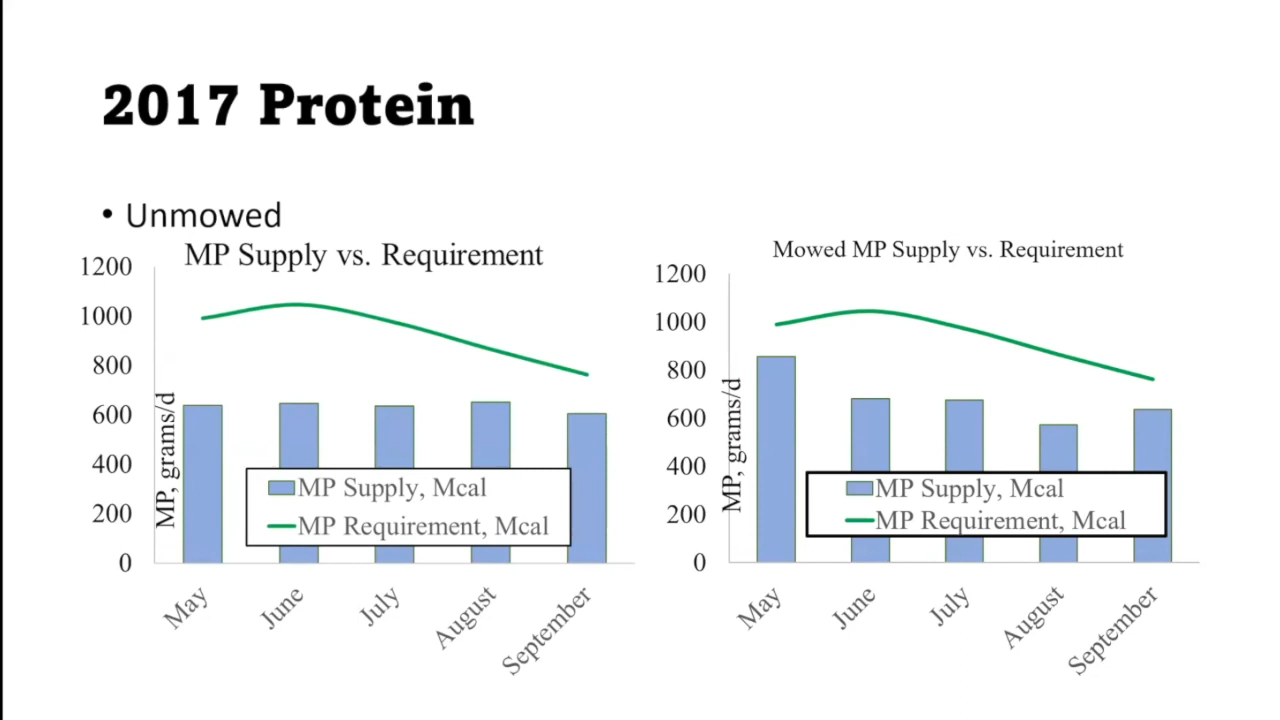 2017 Protein
• Unmowed
MP Supply vs. Requirement
1200
1000
800
600
400
200
0
MP, grams/d
MP Supply, Mcal
MP Requirement, Mcal
May
June
July
August
September
Mowed MP Supply vs. Requirement
1200
1000
800
600
400
200
0
MP, grams/d
MP Supply, Mcal
MP Requirement, Mcal
May
June
July
August
September